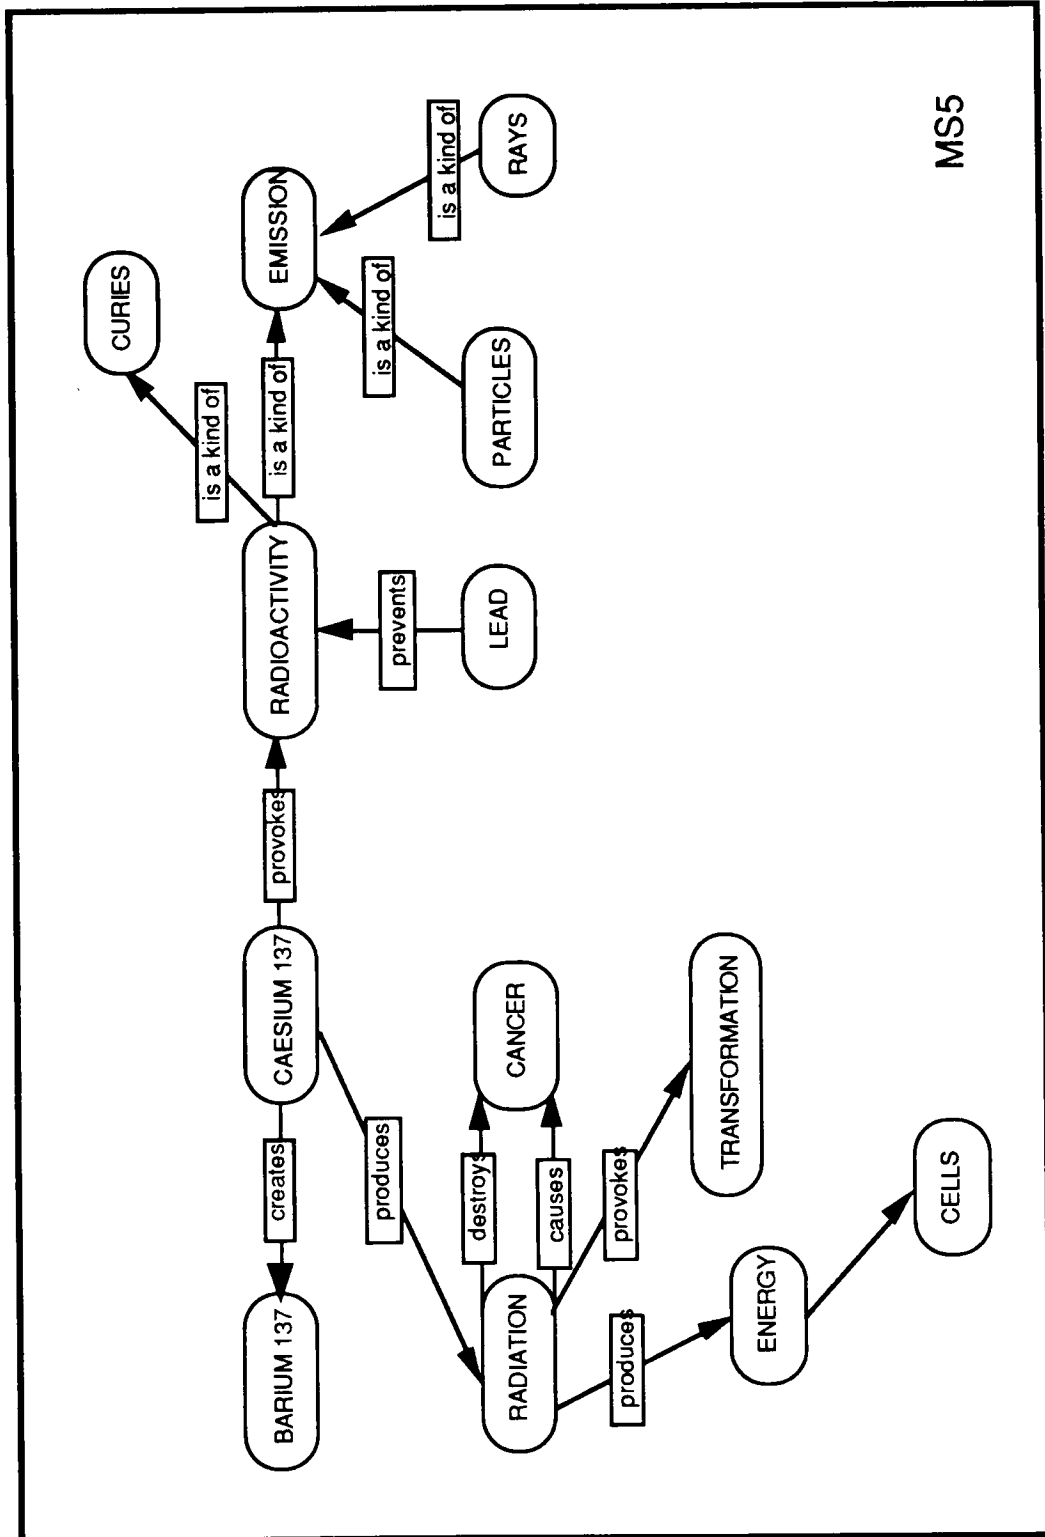 CURIES
is a kind of
BARIUM 137
creates
CAESIUM 137
provokes
RADIOACTIVITY
is a kind of
EMISSION
produces
prevents
is a kind of
is a kind of
RADIATION
destroys
causes
CANCER
LEAD
PARTICLES
RAYS
produces
provokes
TRANSFORMATION
ENERGY
CELLS
MS5